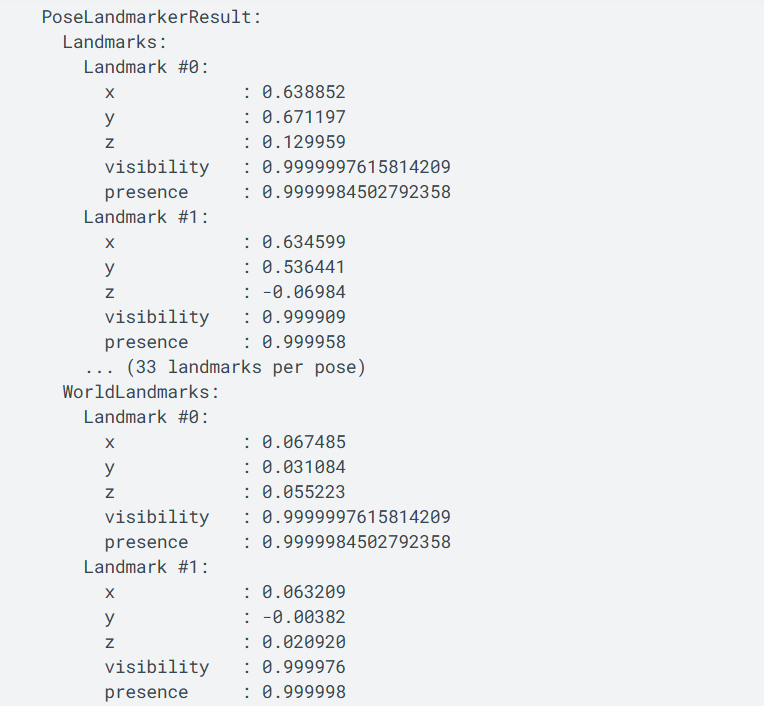 PoseLandmarkerResult:
Landmarks:
Landmark #0:
x : 0.638852
y : 0.671197
z : 0.129959
visibility : 0.9999997615814209
presence : 0.9999984502792358
Landmark #1:
x : 0.634599
y : 0.536441
z : -0.06984
visibility : 0.999909
presence : 0.999958
... (33 landmarks per pose)
WorldLandmarks:
Landmark #0:
x : 0.067485
y : 0.031084
z : 0.055223
visibility : 0.9999997615814209
presence : 0.9999984502792358
Landmark #1:
x : 0.063209
y : -0.00382
z : 0.020920
visibility : 0.999976
presence : 0.999998